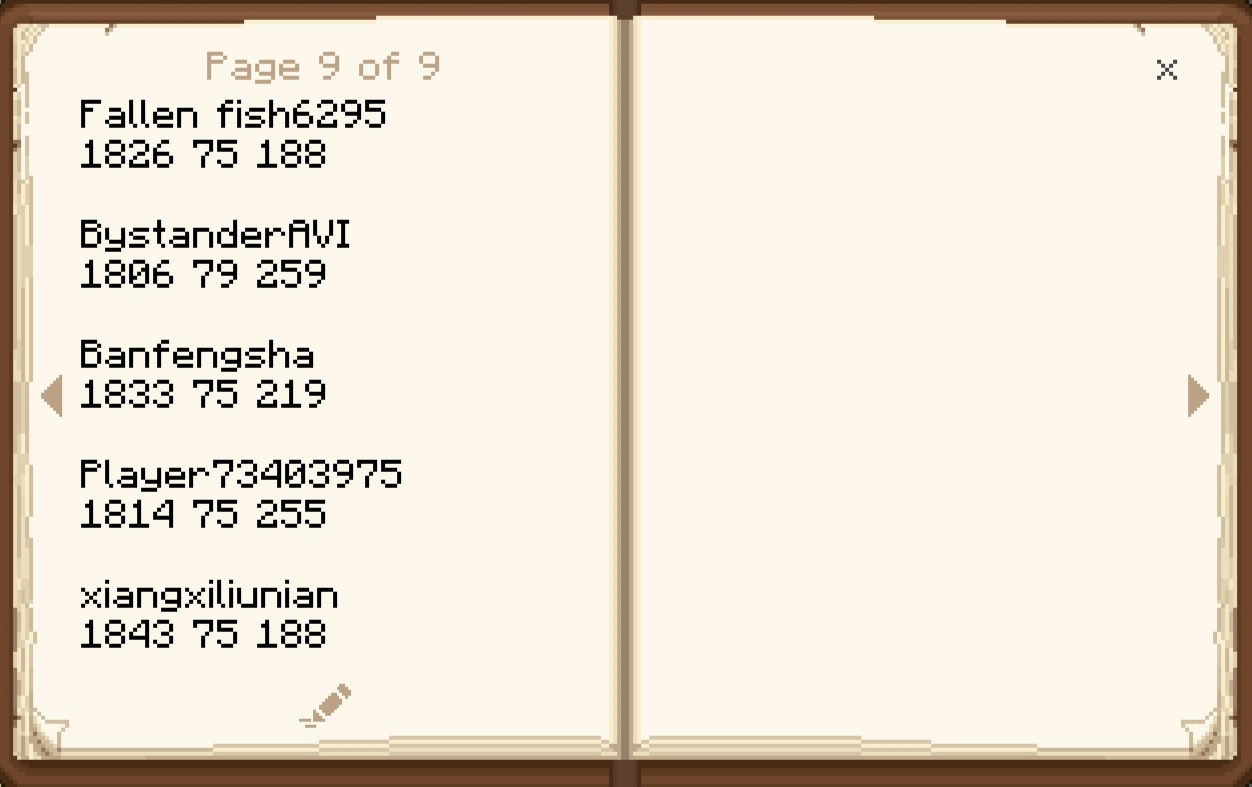 Page 9 of 9
Fallen fish6295
1826 75 188
BystanderAVI
1806 79 259
Banfengsha
1833 75 219
Player73403975
1814 75 255
xiangxiliunian
1843 75 188